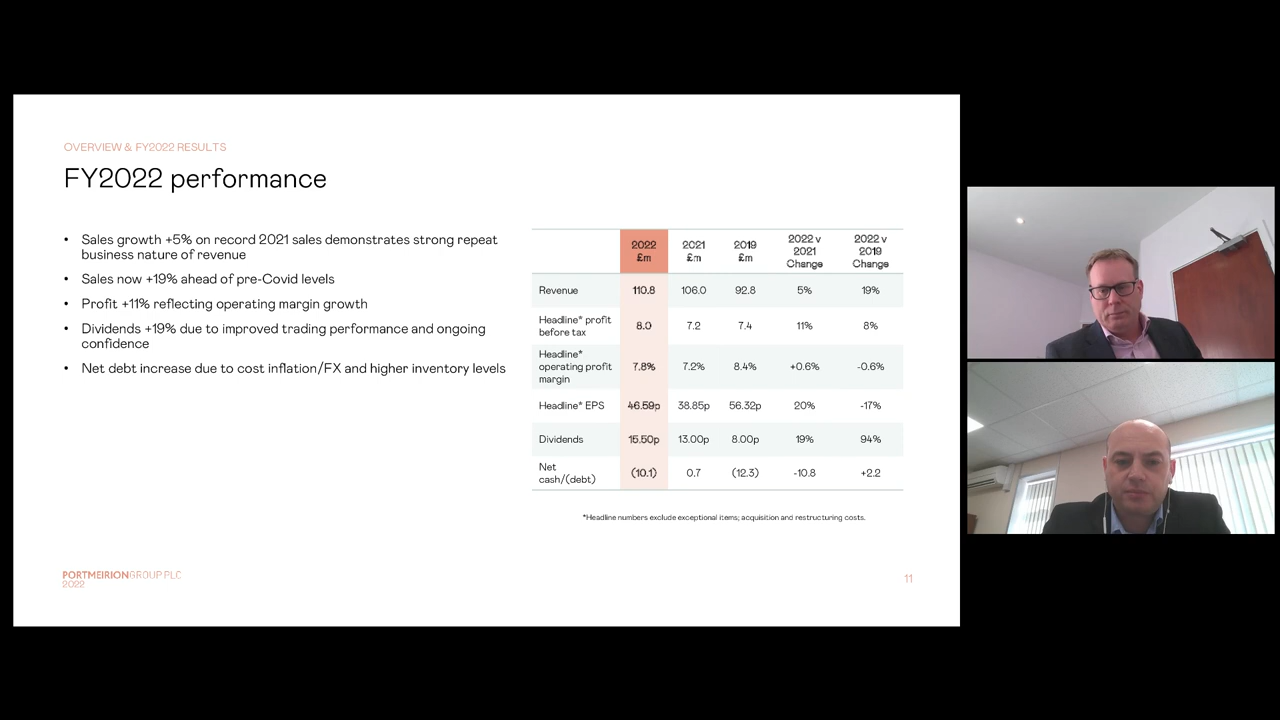 OVERVIEW & FY2022 RESULTS
FY2022 performance
• Sales growth +5% on record 2021 sales demonstrates strong repeat
business nature of revenue
• Sales now +19% ahead of pre-Covid levels
• Profit +11% reflecting operating margin growth
• Dividends +19% due to improved trading performance and ongoing
confidence
• Net debt increase due to cost inflation/FX and higher inventory levels
2022 £m 2021 £m 2019 £m 2022 v 2021 Change 2022 v 2019 Change
Revenue 110.8 106.0 92.8 5% 19%
Headline* profit before tax 8.0 7.2 7.4 11% 8%
Headline* operating profit margin 7.8% 7.2% 8.4% +0.6% -0.6%
Headline* EPS 46.59p 38.85p 56.32p 20% -17%
Dividends 15.50p 13.00p 8.00p 19% 94%
Net cash/(debt) (10.1) 0.7 (12.3) -10.8 +2.2
*Headline numbers exclude exceptional items; acquisition and restructuring costs.
PORTMEIRION GROUP PLC
2022
11